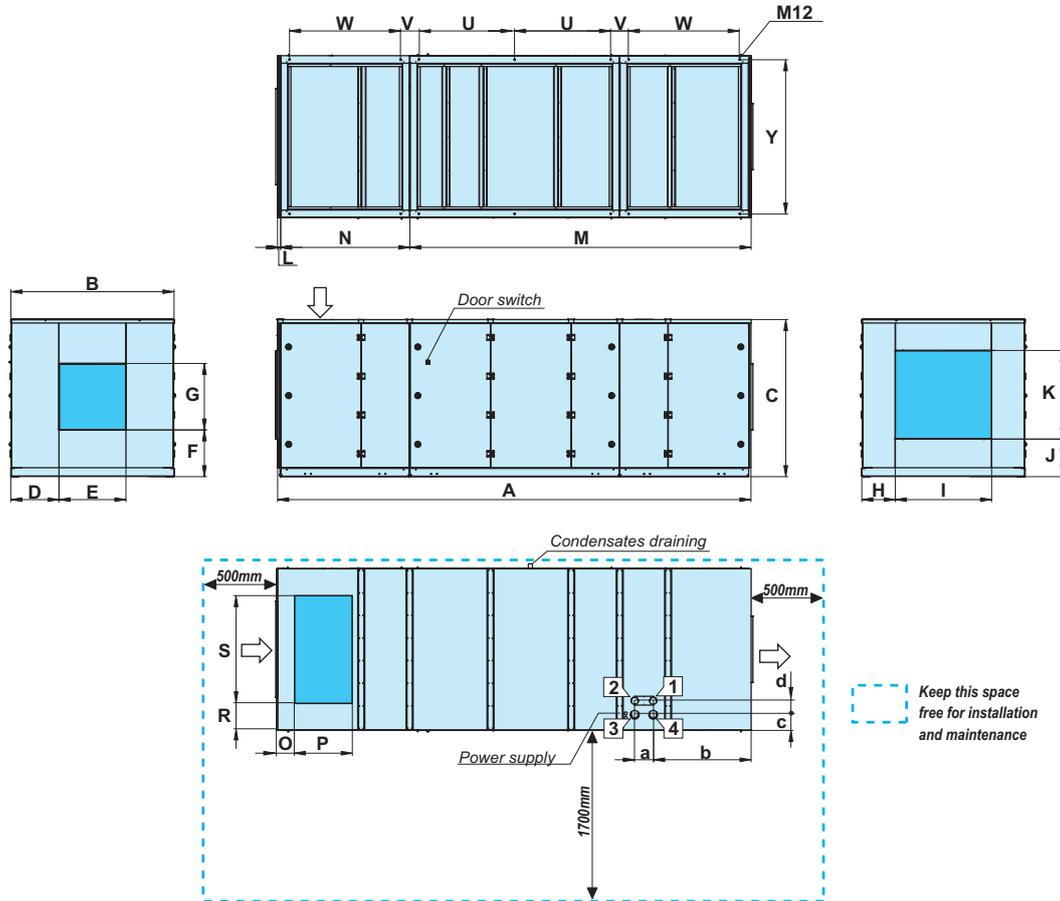 W V U U V W M12
Y
N M
L
B
Door switch
G
F
D E
C
A
K
J
H I
Condensates draining
500mm 500mm
S
R
O P
2 1
3 4
d
c
a b
Power supply
1700mm
Keep this space
free for installation
and maintenance